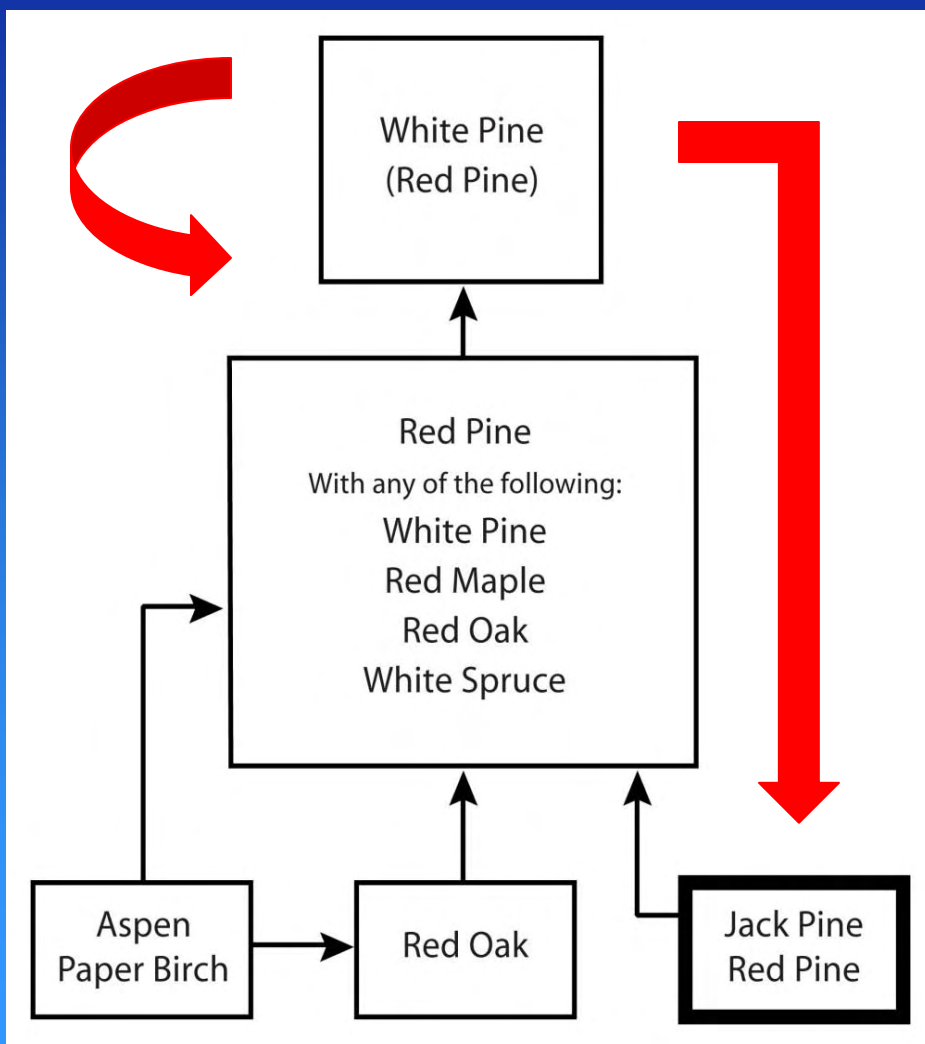 White Pine
(Red Pine)
Red Pine
With any of the following:
White Pine
Red Maple
Red Oak
White Spruce
Aspen
Paper Birch
Red Oak
Jack Pine
Red Pine